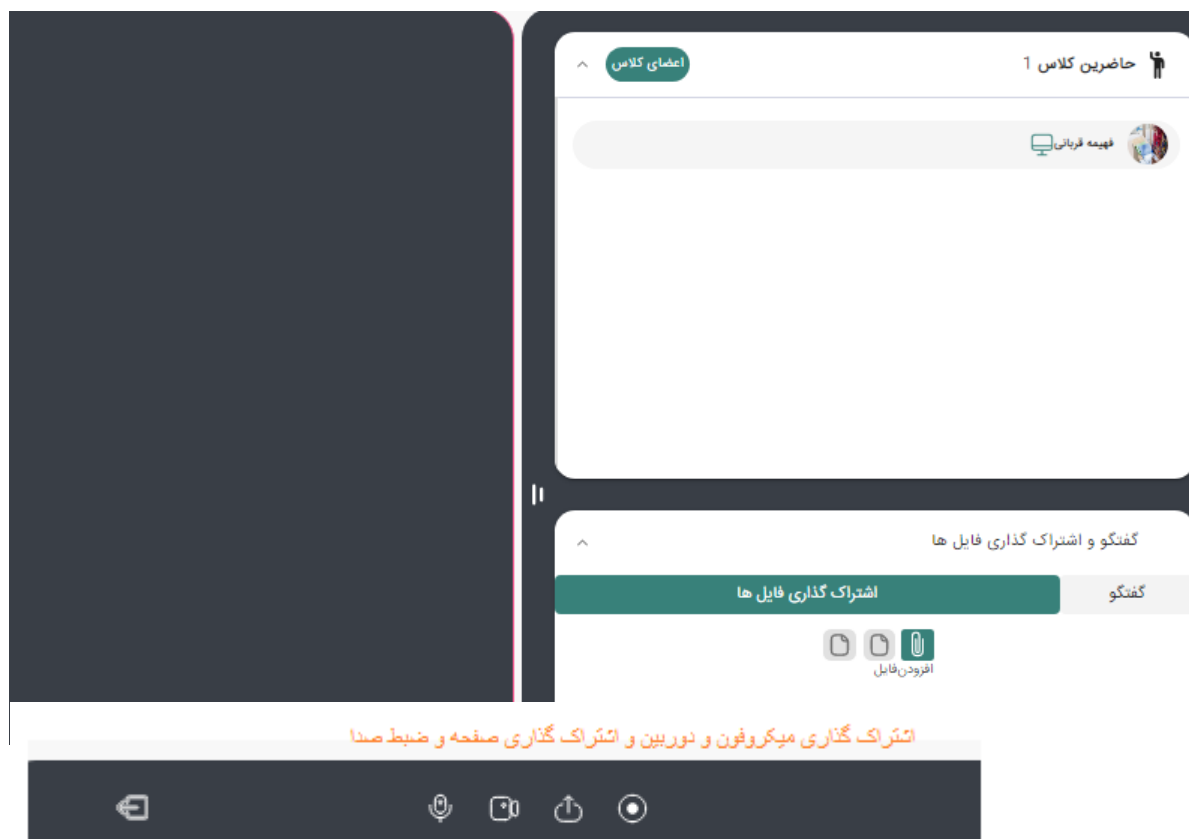 حاضرین کلاس 1
اعضای کلاس
فهیمه قربانی
گفتگو و اشتراک گذاری فایل ها
گفتگو
اشتراک گذاری فایل ها
افزودن‌فایل
اشتراک گذاری میکروفون و دوربین و اشتراک گذاری صفحه و ضبط صدا